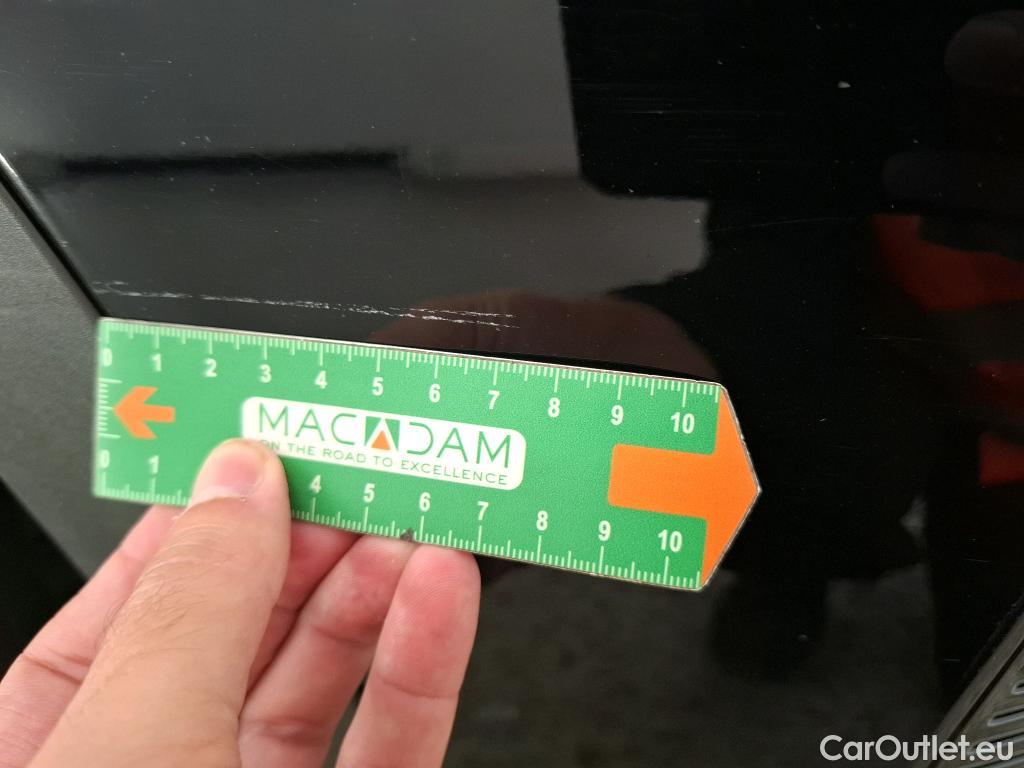 0 1 2 3 4 5 6 7 8 9 10
MACADAM
ON THE ROAD TO EXCELLENCE
0 1 4 5 6 7 8 9 10
CarOutlet.eu